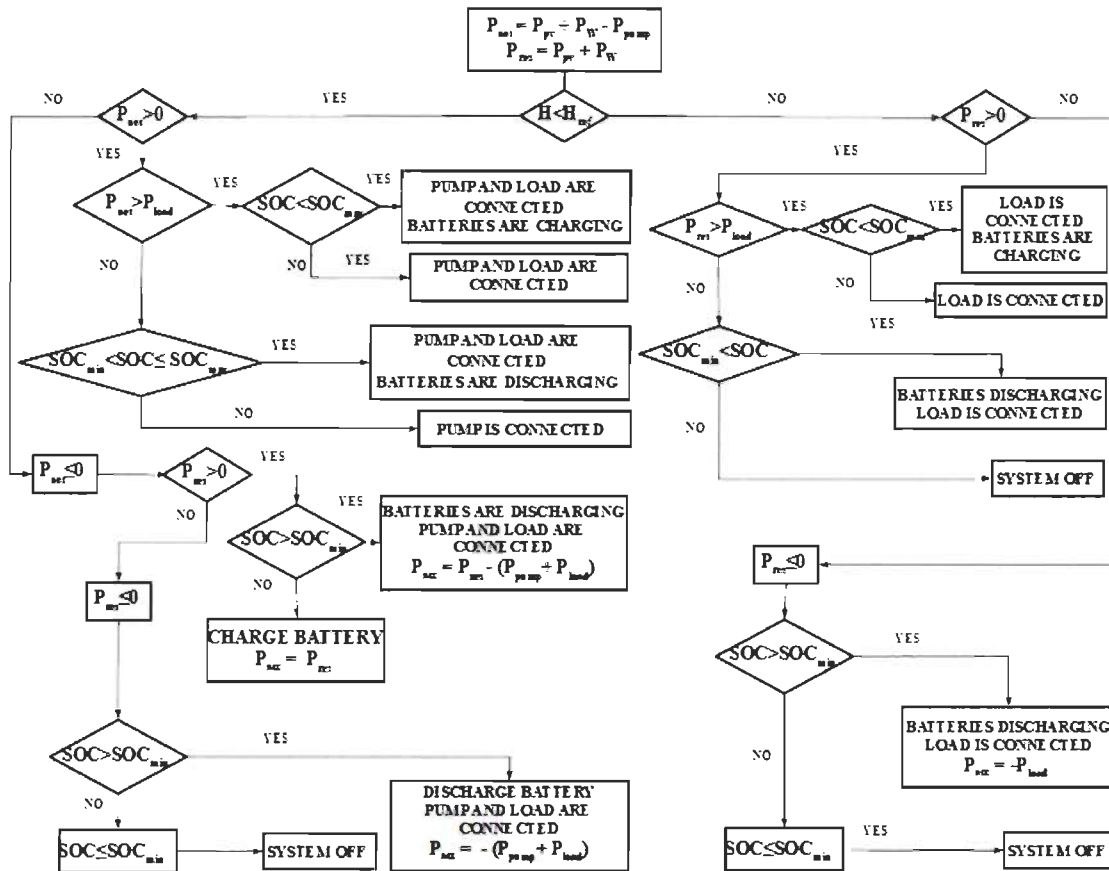 P_net = P_pv + P_W - P_pump
P_res = P_pv + P_W
NO
P_net>0
YES
H<H_ref
NO
P_res>0
NO
YES
YES
P_net>P_load
YES
SOC<SOC_max
YES
PUMP AND LOAD ARE
CONNECTED
BATTERIES ARE CHARGING
P_res>P_load
YES
SOC<SOC_max
YES
LOAD IS
CONNECTED
BATTERIES ARE
CHARGING
NO
NO
YES
PUMP AND LOAD ARE
CONNECTED
NO
NO
LOAD IS CONNECTED
YES
SOC_min<SOC≤ SOC_max
YES
PUMP AND LOAD ARE
CONNECTED
BATTERIES ARE DISCHARGING
SOC_min<SOC
YES
BATTERIES DISCHARGING
LOAD IS CONNECTED
NO
PUMP IS CONNECTED
NO
P_net≤0
P_res>0
YES
SYSTEM OFF
NO
SOC>SOC_min
YES
BATTERIES ARE DISCHARGING
PUMP AND LOAD ARE
CONNECTED
P_aux = P_res - (P_pump + P_load)
P_res≤0
P_res≤0
NO
CHARGE BATTERY
P_aux = P_res
SOC>SOC_min
YES
BATTERIES DISCHARGING
LOAD IS CONNECTED
P_aux = -P_load
SOC>SOC_min
YES
DISCHARGE BATTERY
PUMP AND LOAD ARE
CONNECTED
P_aux = - (P_pump + P_load)
NO
NO
SOC≤SOC_min
SYSTEM OFF
SOC≤SOC_min
YES
SYSTEM OFF